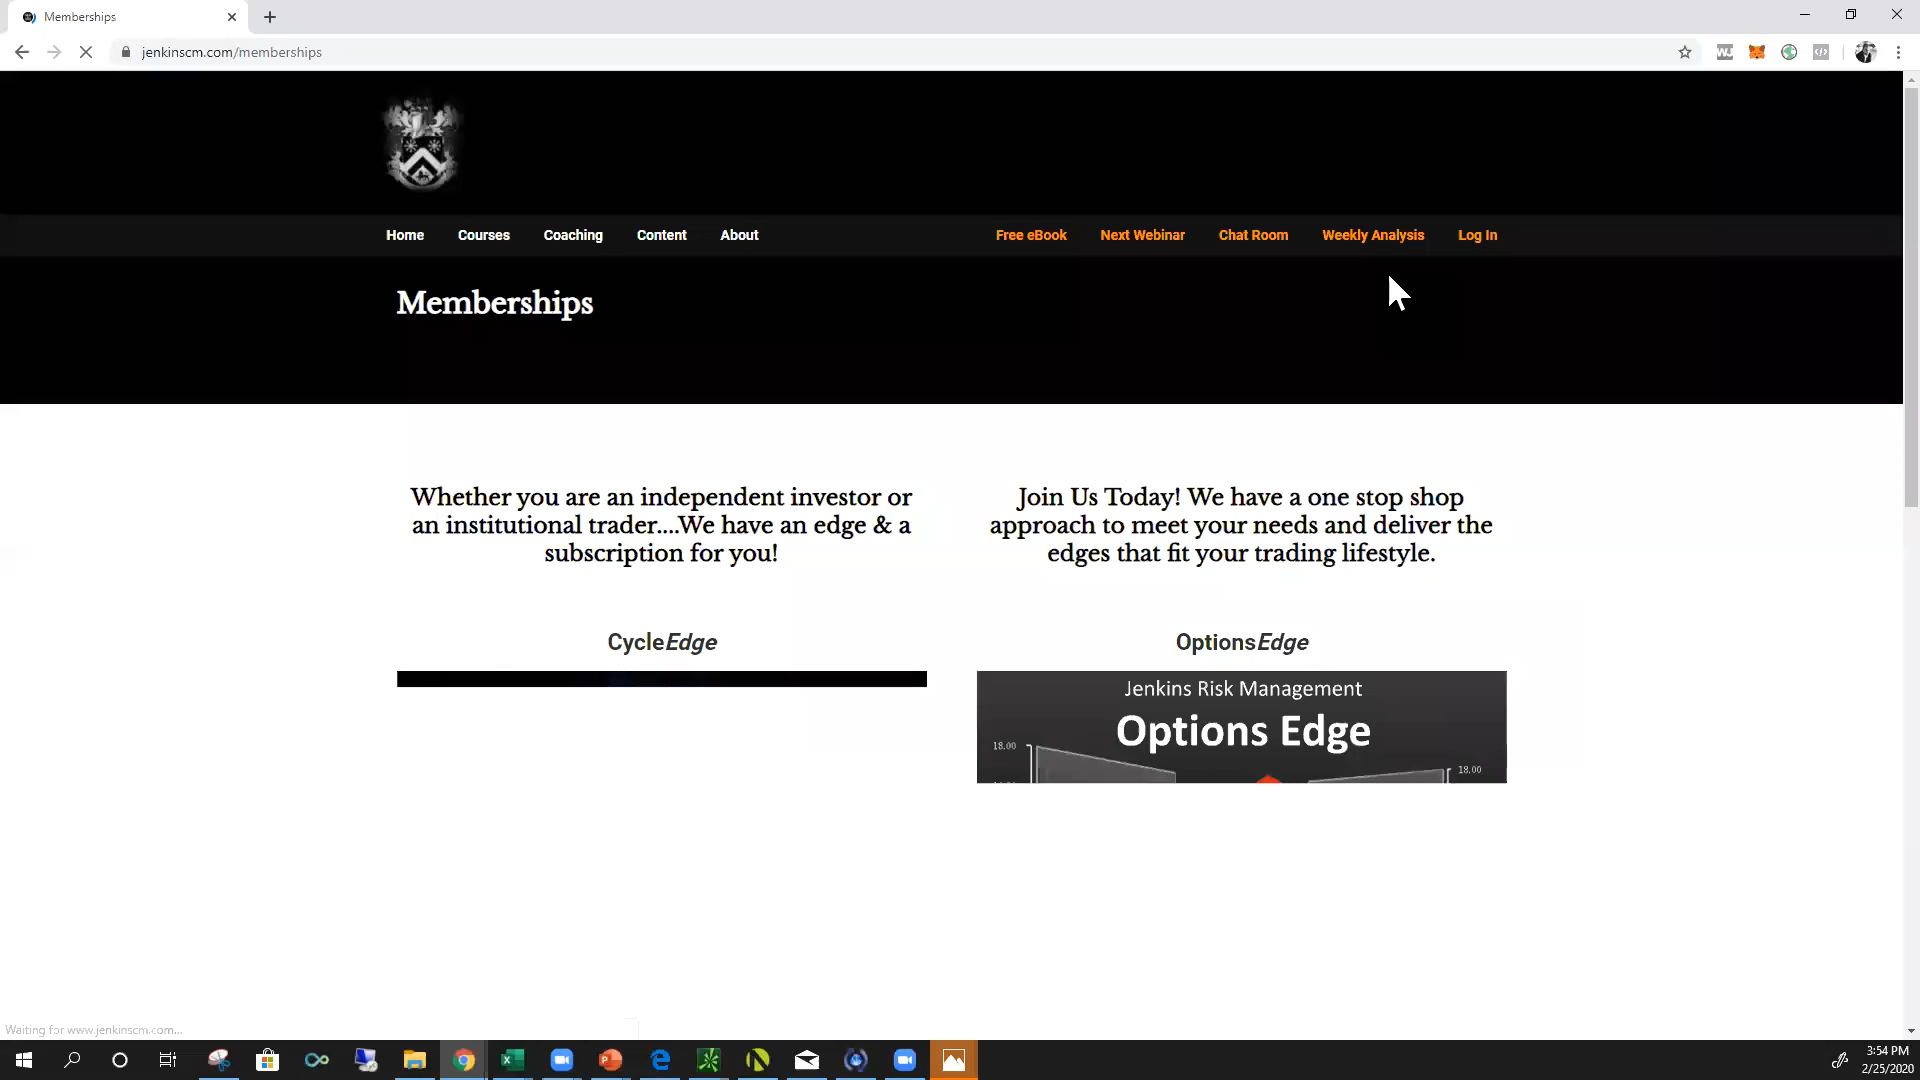 Memberships
jenkinscm.com/memberships
Home Courses Coaching Content About Free eBook Next Webinar Chat Room Weekly Analysis Log In
Memberships
Whether you are an independent investor or
an institutional trader....We have an edge & a
subscription for you!
Join Us Today! We have a one stop shop
approach to meet your needs and deliver the
edges that fit your trading lifestyle.
CycleEdge
OptionsEdge
Jenkins Risk Management
Options Edge
18.00
18.00
Waiting for www.jenkinscm.com...
3:54 PM
2/25/2020